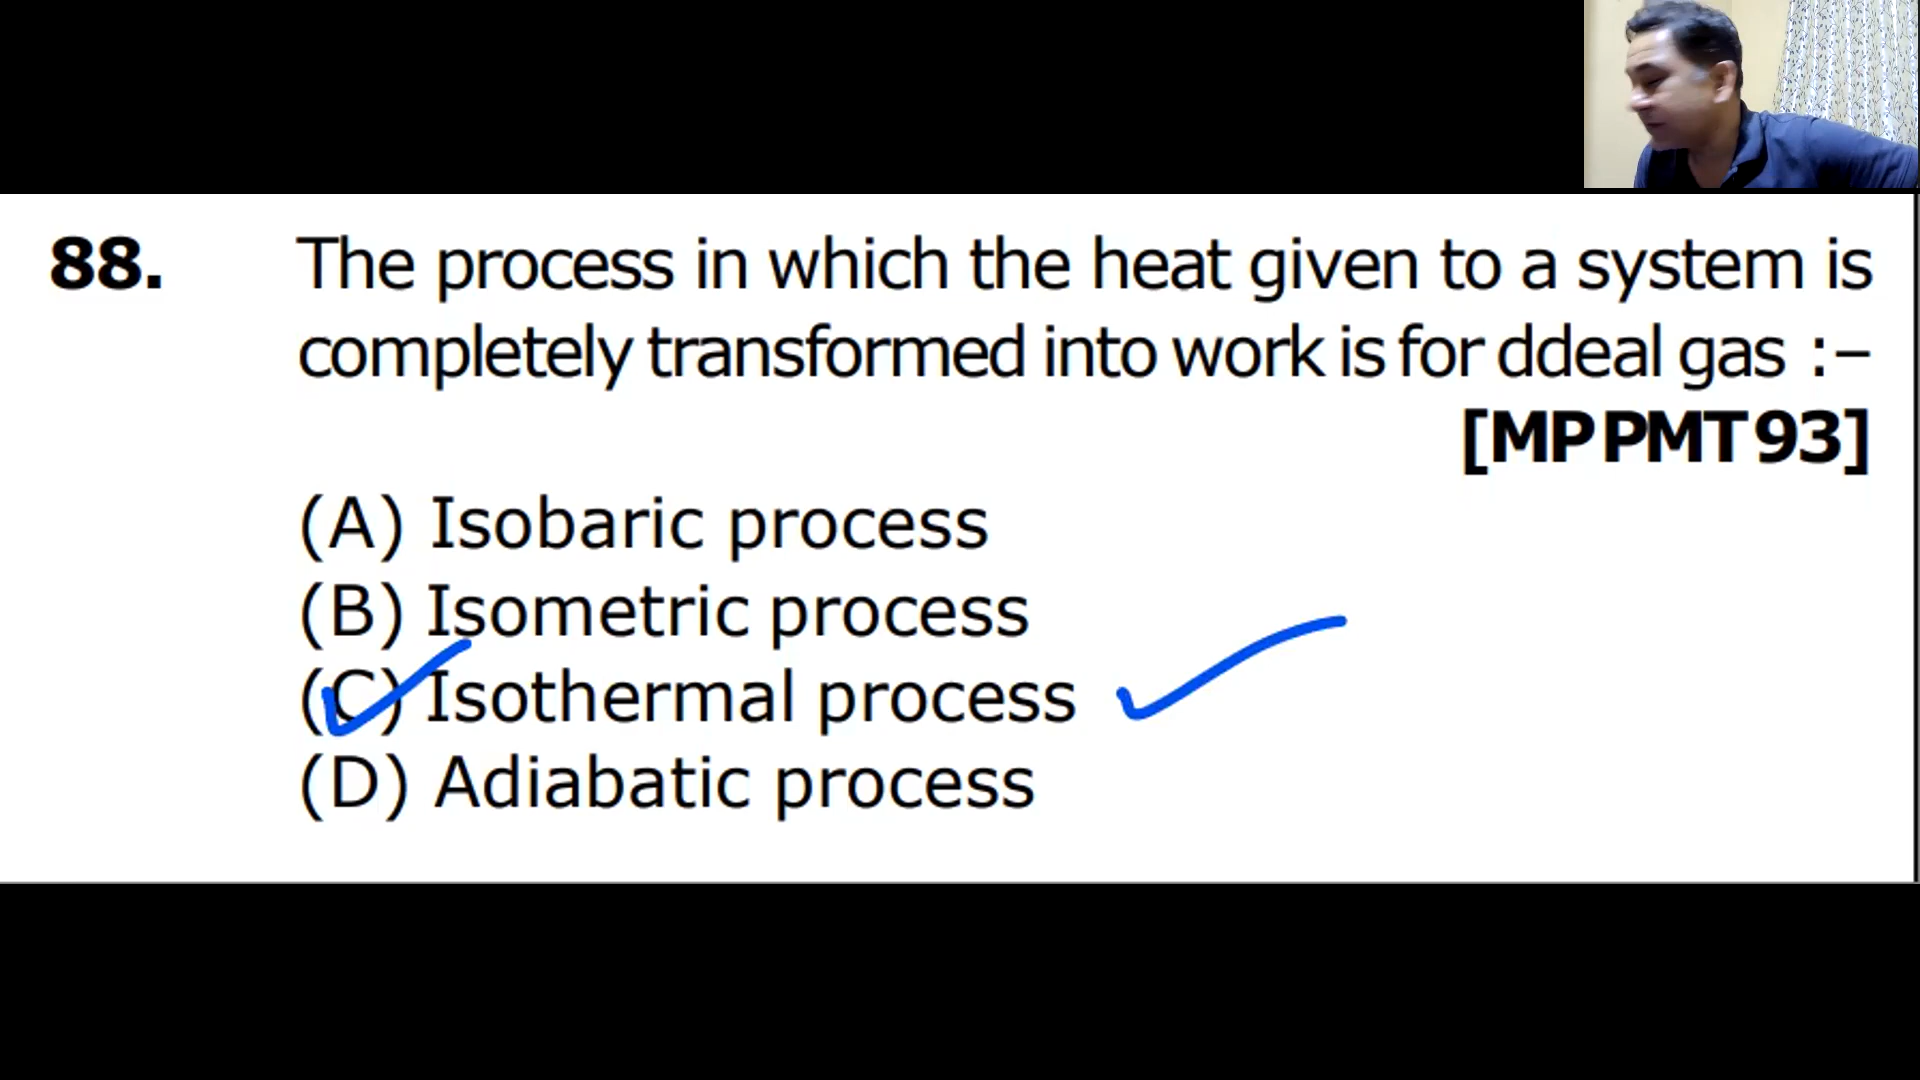 88. The process in which the heat given to a system is
completely transformed into work is for ddeal gas :–
[MP PMT 93]
(A) Isobaric process
(B) Isometric process
(C) Isothermal process
(D) Adiabatic process